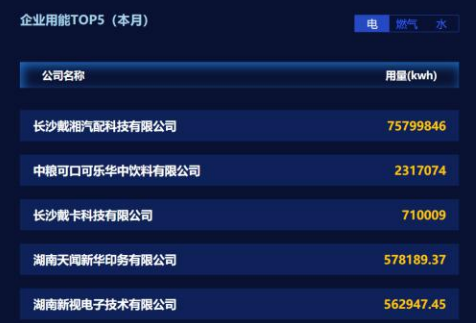 企业用能TOP5（本月）
电 燃气 水
公司名称 用量(kwh)
长沙戴湘汽配科技有限公司 75799846
中粮可口可乐华中饮料有限公司 2317074
长沙戴卡科技有限公司 710009
湖南天闻新华印务有限公司 578189.37
湖南新视电子技术有限公司 562947.45